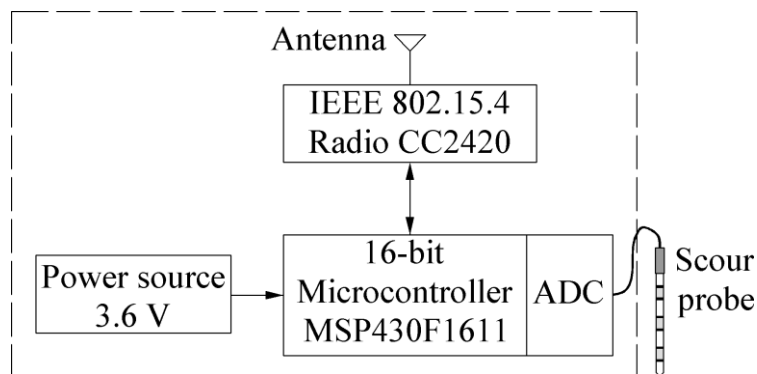 Antenna
IEEE 802.15.4
Radio CC2420
Power source
3.6 V
16-bit
Microcontroller
MSP430F1611
ADC
Scour
probe